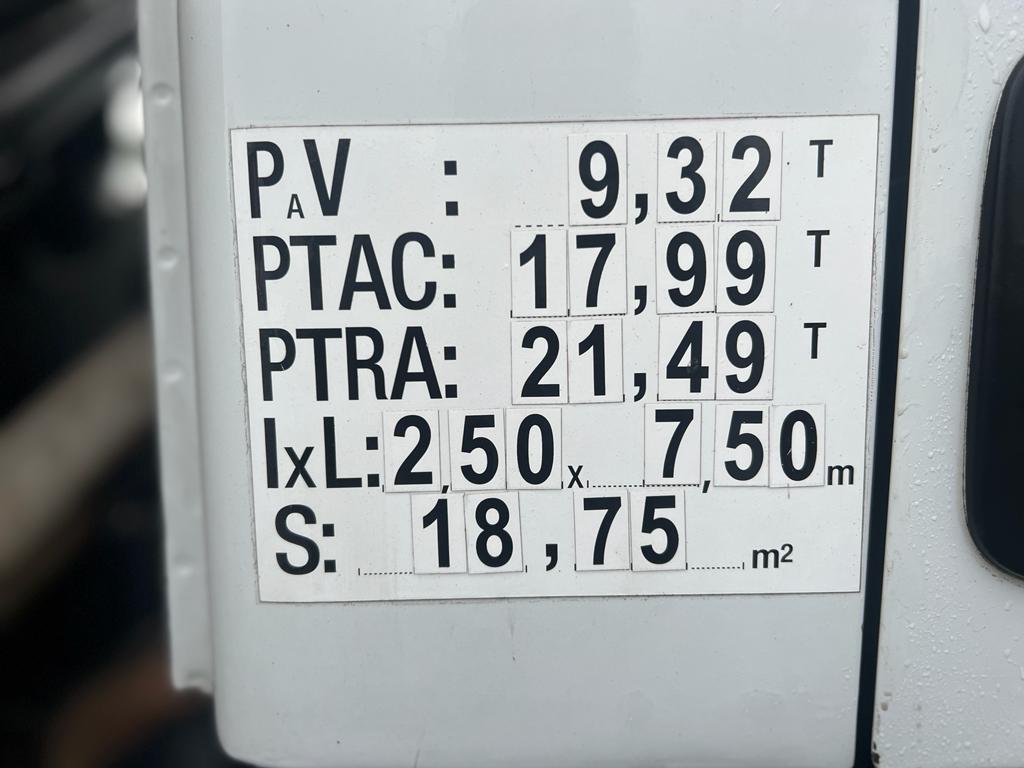 PAV : 9,32 T
PTAC: 17,99 T
PTRA: 21,49 T
lxL: 2,50 x 7,50 m
S: 18,75 m²